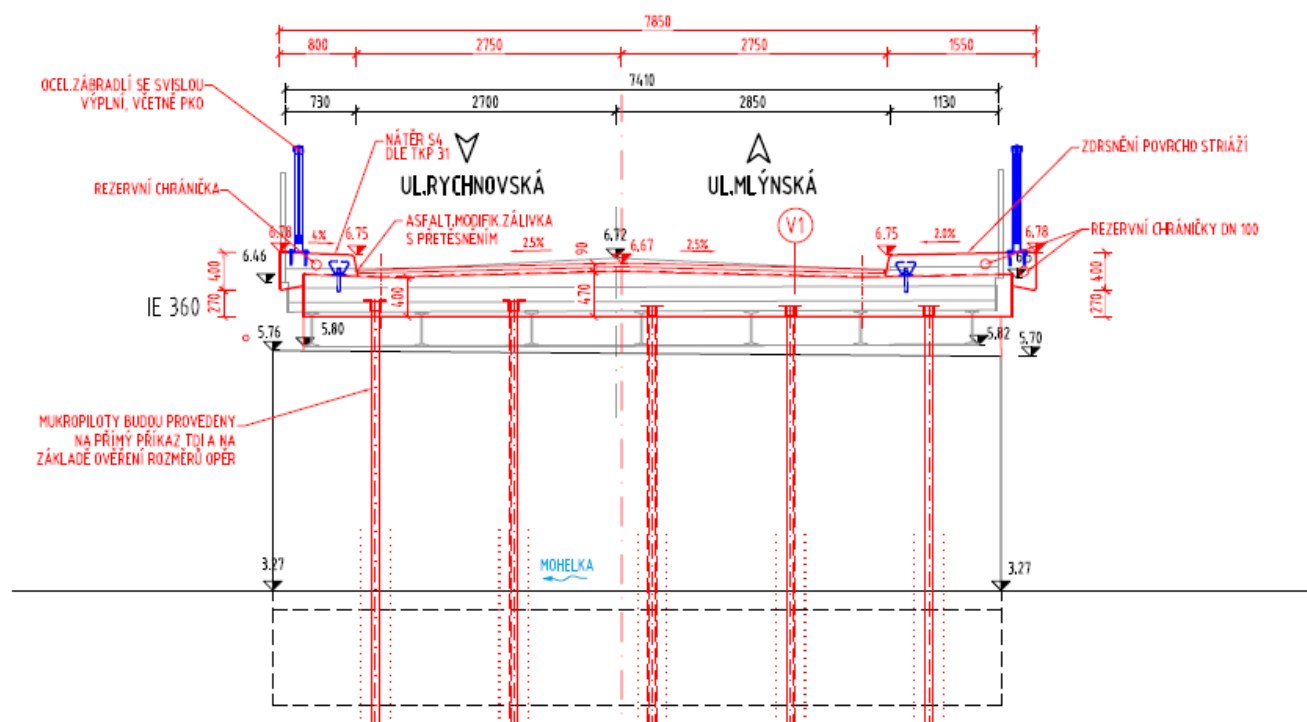 7850
800 2750 2750 1550
7410
730 2700 2850 1130
OCEL.ZÁBRADLÍ SE SVISLOU
VÝPLNÍ, VČETNĚ PKO
NÁTĚR S4
DLE TKP 31
ZDRSNĚNÍ POVRCHO STRIÁŽÍ
REZERVNÍ CHRÁNIČKA
UL.RYCHNOVSKÁ
UL.MLÝNSKÁ
ASFALT.MODIFIK.ZÁLIVKA
S PŘETĚSNĚNÍM
V1
REZERVNÍ CHRÁNIČKY DN 100
6.78 4% 6.75 6.72 6.75 2.0% 6.78
2.5% 90 6.67 2.5%
6.46
400 400 470 400
270 270
IE 360
5.76 5.80 5.82 5.70
MUKROPILOTY BUDOU PROVEDENY
NA PŘÍMÝ PŘÍKAZ TDI A NA
ZÁKLADĚ OVĚŘENÍ ROZMĚRŮ OPĚR
MOHELKA
3.27 3.27